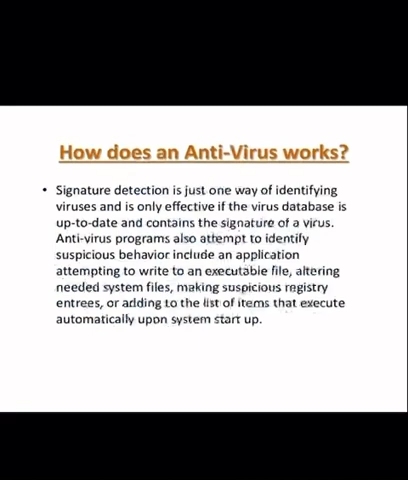 How does an Anti-Virus works?
• Signature detection is just one way of identifying
viruses and is only effective if the virus database is
up-to-date and contains the signature of a virus.
Anti-virus programs also attempt to identify
suspicious behavior include an application
attempting to write to an executable file, altering
needed system files, making suspicious registry
entrees, or adding to the list of items that execute
automatically upon system start up.